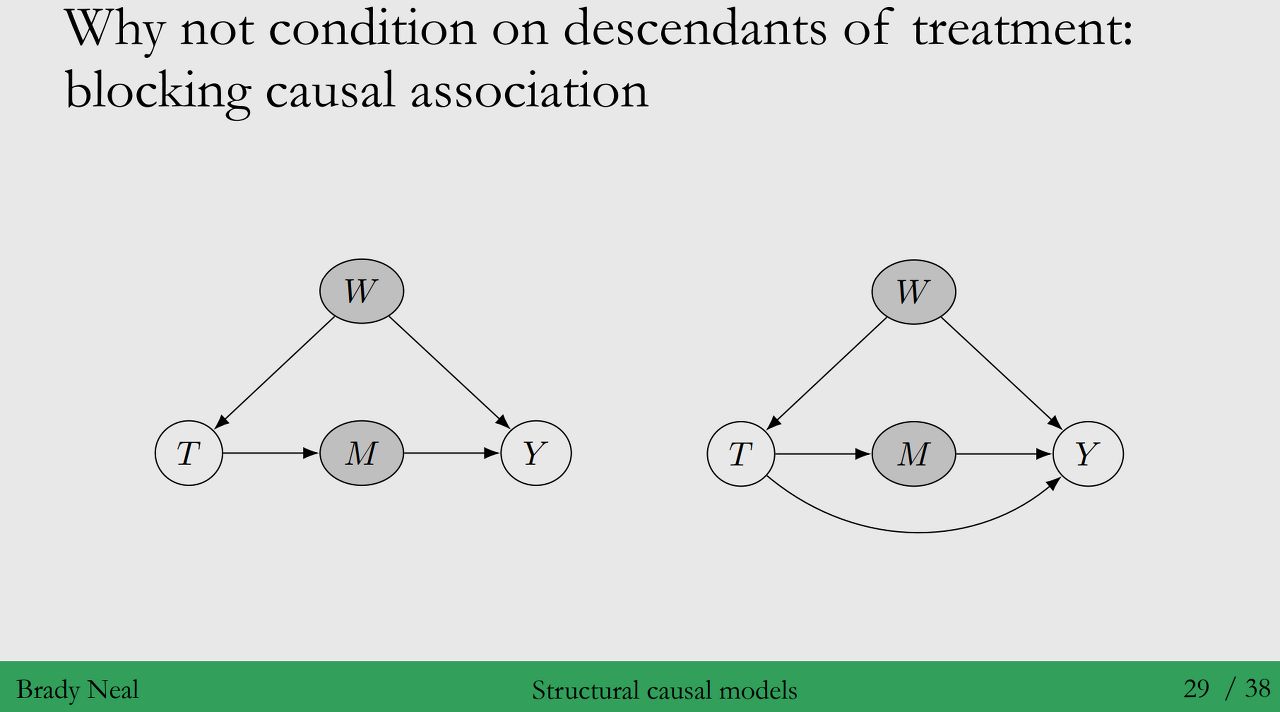 Why not condition on descendants of treatment:
blocking causal association
W
W
T
M
Y
T
M
Y
Brady Neal
Structural causal models
29 / 38